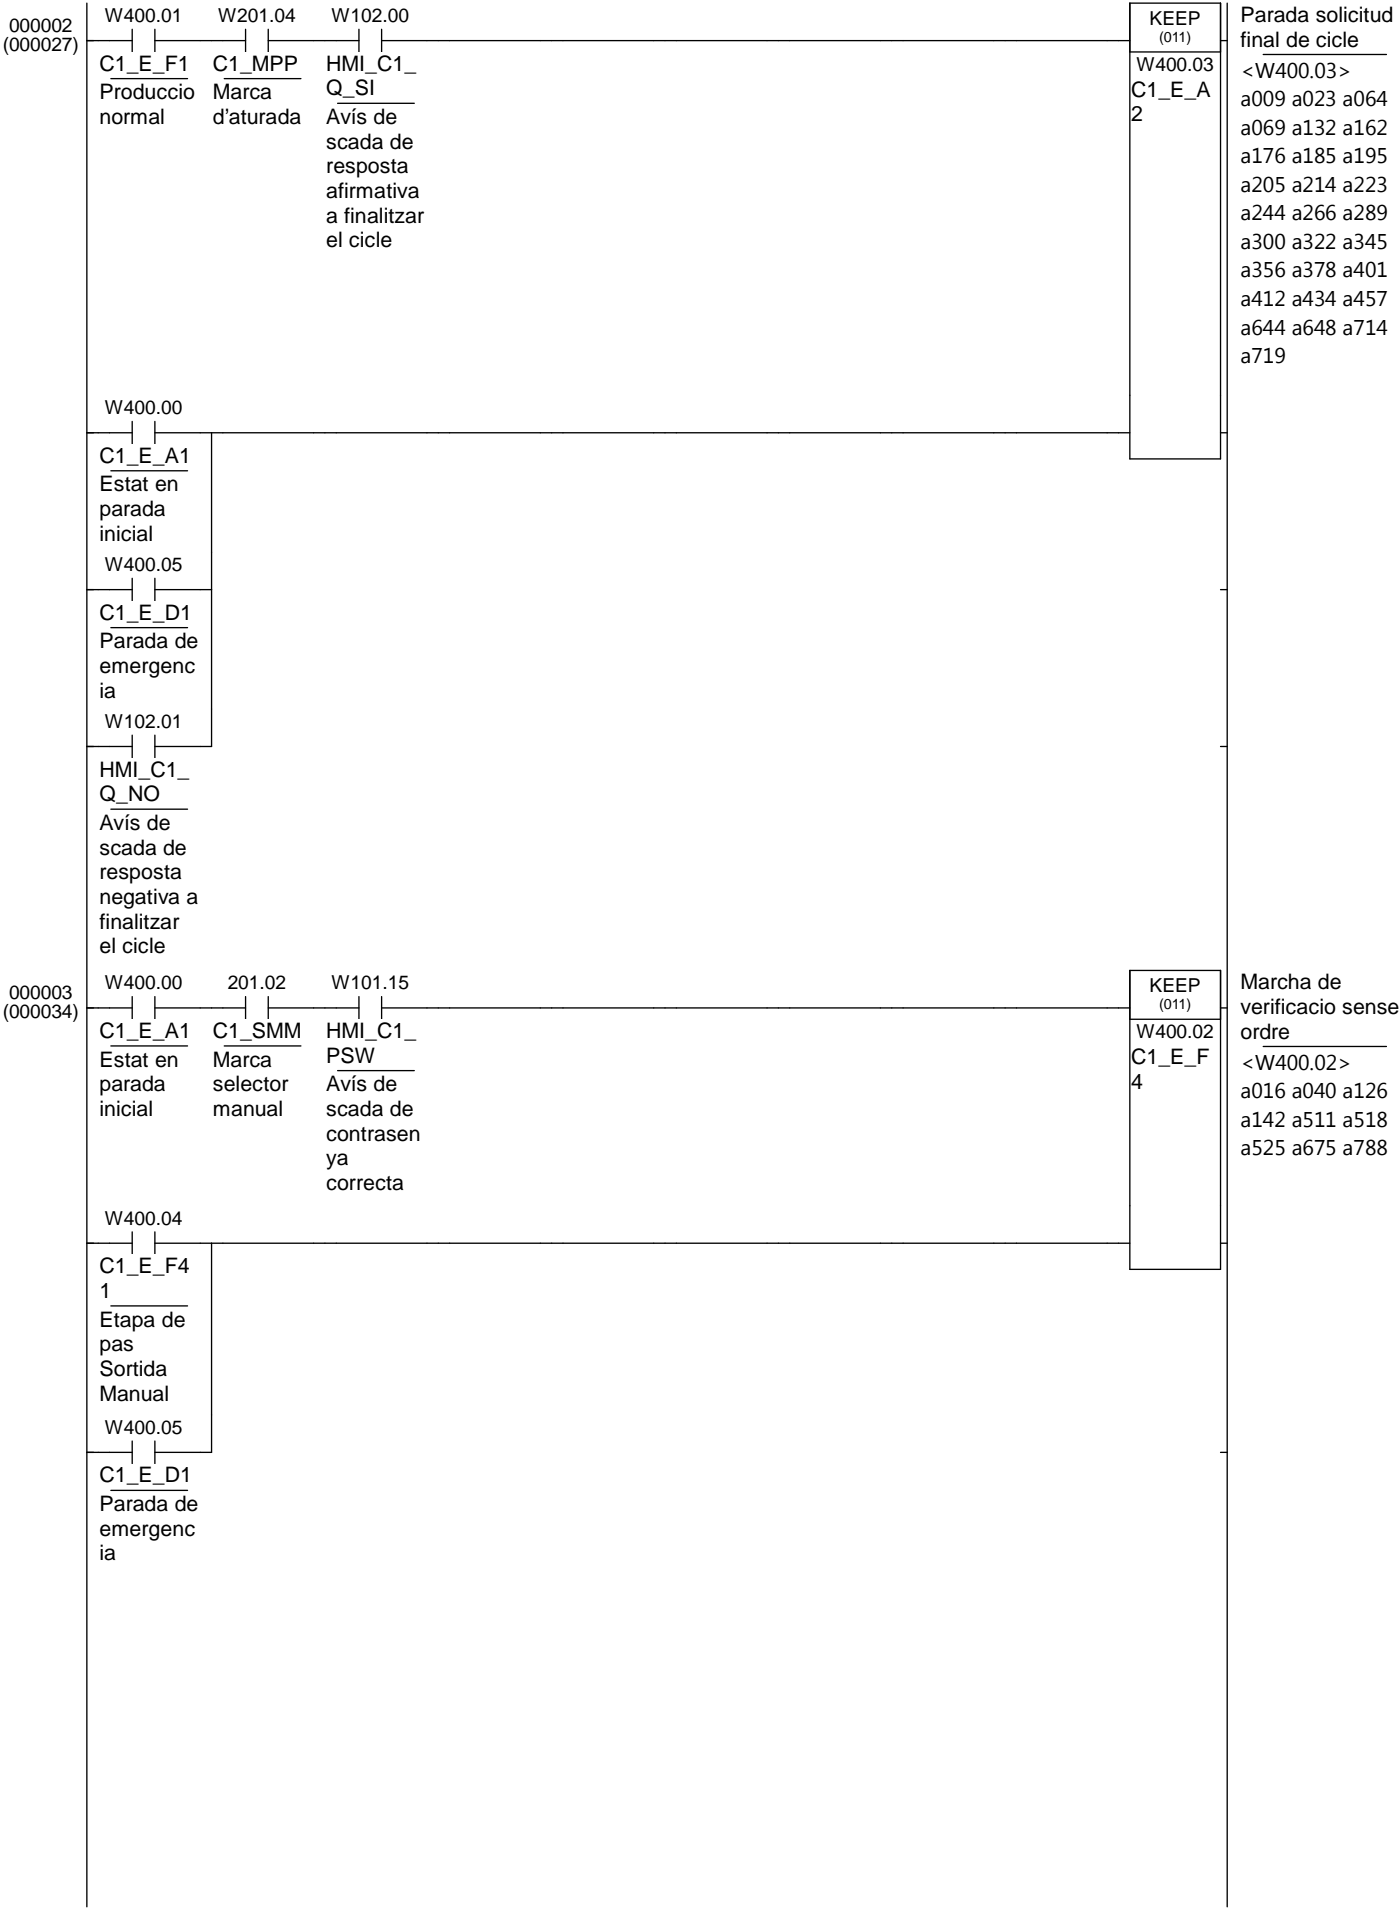 000002
(000027)
W400.01
C1_E_F1
Produccio
normal
W201.04
C1_MPP
Marca
d'aturada
W102.00
HMI_C1_
Q_SI
Avís de
scada de
resposta
afirmativa
a finalitzar
el cicle
KEEP
(011)
W400.03
C1_E_A
2
Parada solicitud
final de cicle
<W400.03>
a009 a023 a064
a069 a132 a162
a176 a185 a195
a205 a214 a223
a244 a266 a289
a300 a322 a345
a356 a378 a401
a412 a434 a457
a644 a648 a714
a719
W400.00
C1_E_A1
Estat en
parada
inicial
W400.05
C1_E_D1
Parada de
emergenc
ia
W102.01
HMI_C1_
Q_NO
Avís de
scada de
resposta
negativa a
finalitzar
el cicle
000003
(000034)
W400.00
C1_E_A1
Estat en
parada
inicial
201.02
C1_SMM
Marca
selector
manual
W101.15
HMI_C1_
PSW
Avís de
scada de
contrasen
ya
correcta
KEEP
(011)
W400.02
C1_E_F
4
Marcha de
verificacio sense
ordre
<W400.02>
a016 a040 a126
a142 a511 a518
a525 a675 a788
W400.04
C1_E_F4
1
Etapa de
pas
Sortida
Manual
W400.05
C1_E_D1
Parada de
emergenc
ia